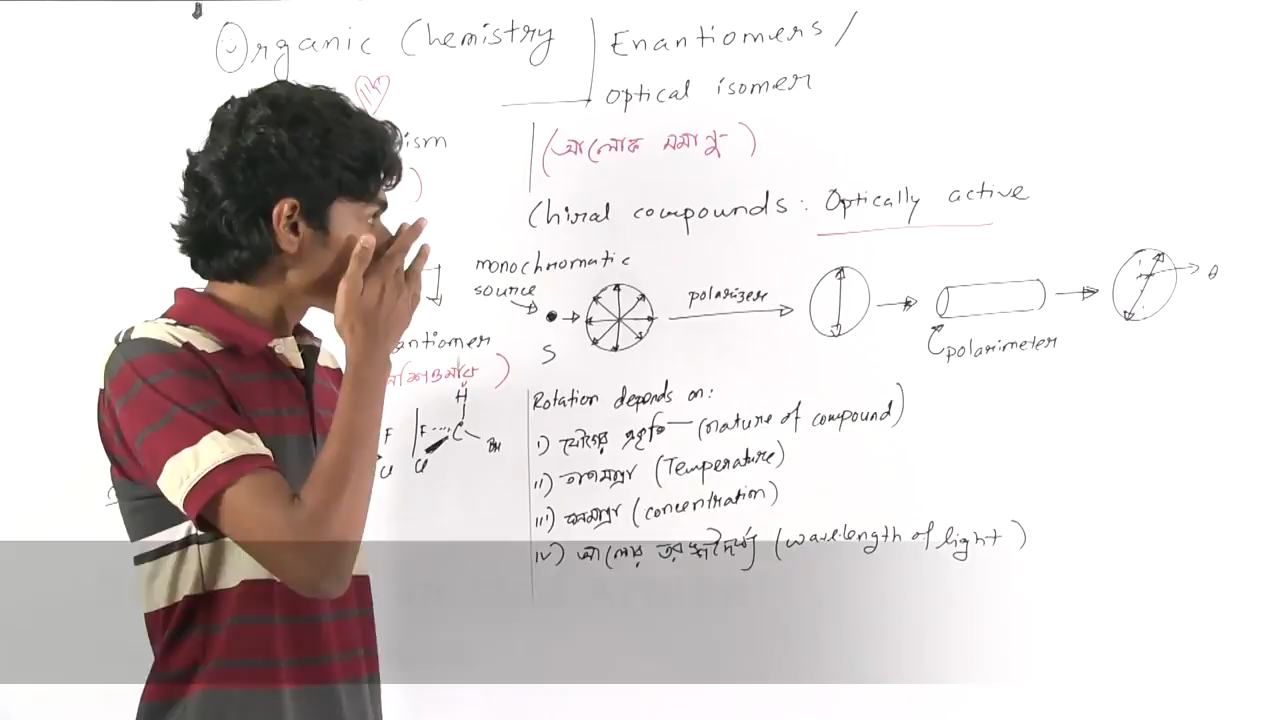 Organic Chemistry
Enantiomers/
optical isomer
ism
(আলোক সমাণু)
Chiral compounds: Optically active
monochromatic
source
S
polarizer
polarimeter
θ
antiomer
H
F
Cl
F
C
Br
Cl
Rotation depends on:
i) যৌগের প্রকৃতি — (nature of compound)
ii) তাপমাত্রা (Temperature)
iii) ঘনমাত্রা (concentration)
iv) আলোর তরঙ্গদৈর্ঘ্য (wavelength of light)